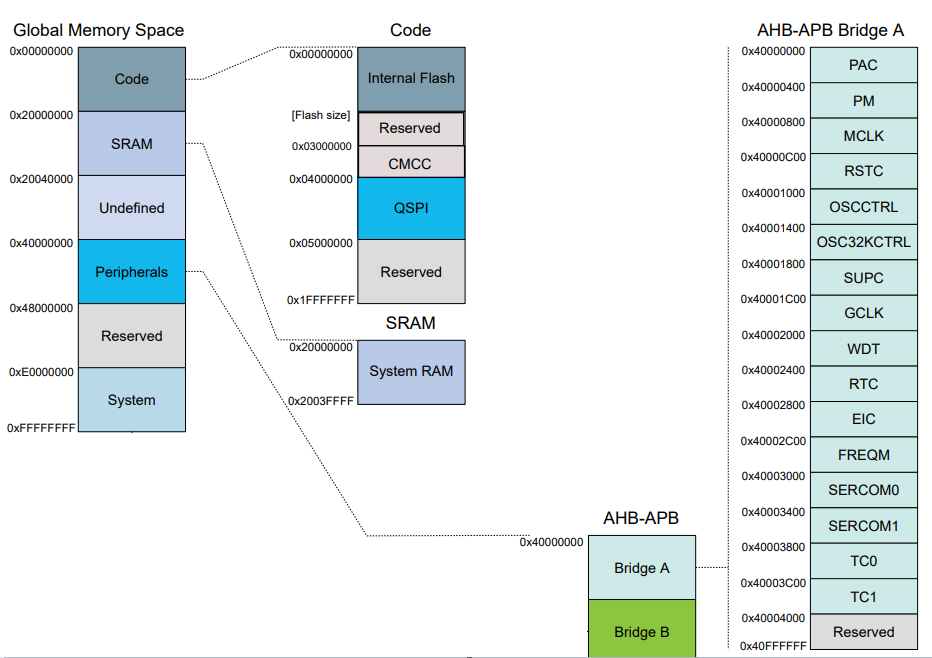 Global Memory Space
0x00000000
Code
0x20000000
SRAM
0x20040000
Undefined
0x40000000
Peripherals
0x48000000
Reserved
0xE0000000
System
0xFFFFFFFF
Code
0x00000000
Internal Flash
[Flash size]
Reserved
0x03000000
CMCC
0x04000000
QSPI
0x05000000
Reserved
0x1FFFFFFF
SRAM
0x20000000
System RAM
0x2003FFFF
AHB-APB
0x40000000
Bridge A
Bridge B
AHB-APB Bridge A
0x40000000
PAC
0x40000400
PM
0x40000800
MCLK
0x40000C00
RSTC
0x40001000
OSCCTRL
0x40001400
OSC32KCTRL
0x40001800
SUPC
0x40001C00
GCLK
0x40002000
WDT
0x40002400
RTC
0x40002800
EIC
0x40002C00
FREQM
0x40003000
SERCOM0
0x40003400
SERCOM1
0x40003800
TC0
0x40003C00
TC1
0x40004000
Reserved
0x40FFFFFF